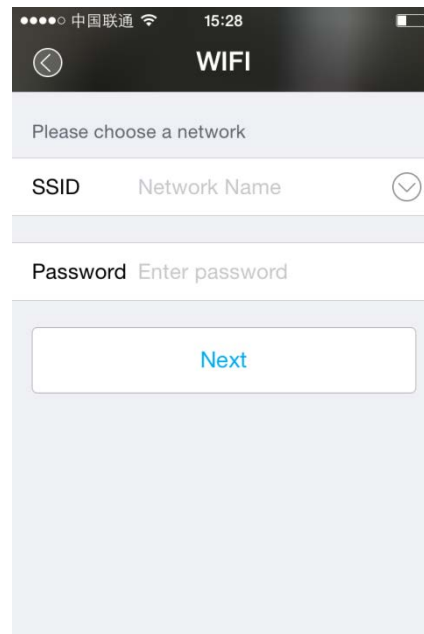 中国联通 15:28
WIFI
Please choose a network
SSID Network Name
Password Enter password
Next